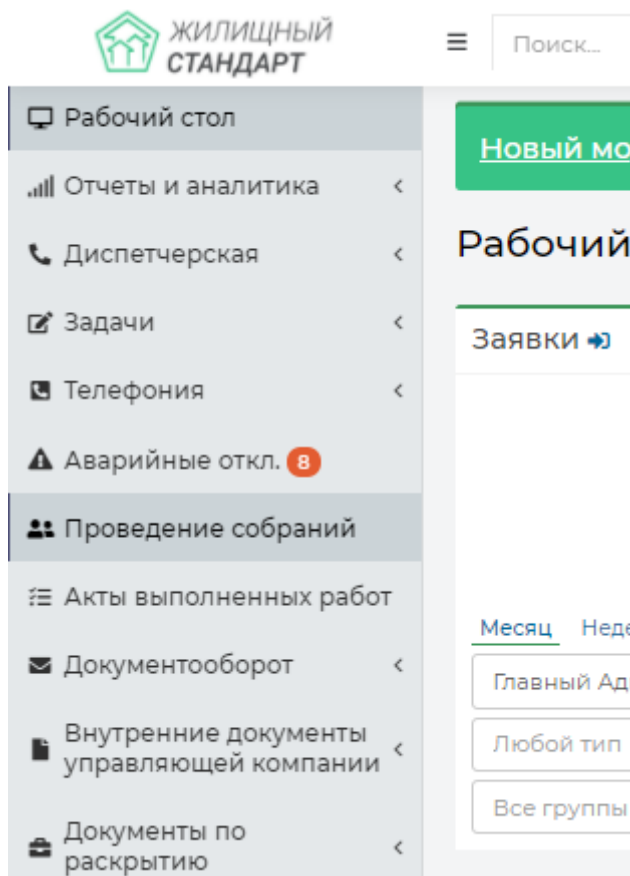 ЖИЛИЩНЫЙ
СТАНДАРТ
Поиск...
Рабочий стол
Отчеты и аналитика
Диспетчерская
Задачи
Телефония
Аварийные откл. 8
Проведение собраний
Акты выполненных работ
Документооборот
Внутренние документы
управляющей компании
Документы по
раскрытию
Новый мо
Рабочий
Заявки
Месяц Неде
Главный Ад
Любой тип
Все группы